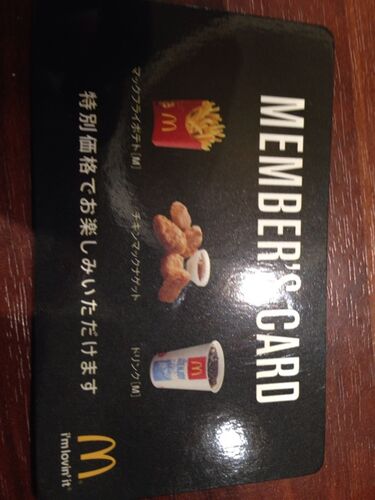 MEMBER'S CARD
マックフライポテト[M]
チキンマックナゲット
ドリンク[M]
特別価格でお楽しみいただけます
i'm lovin' it